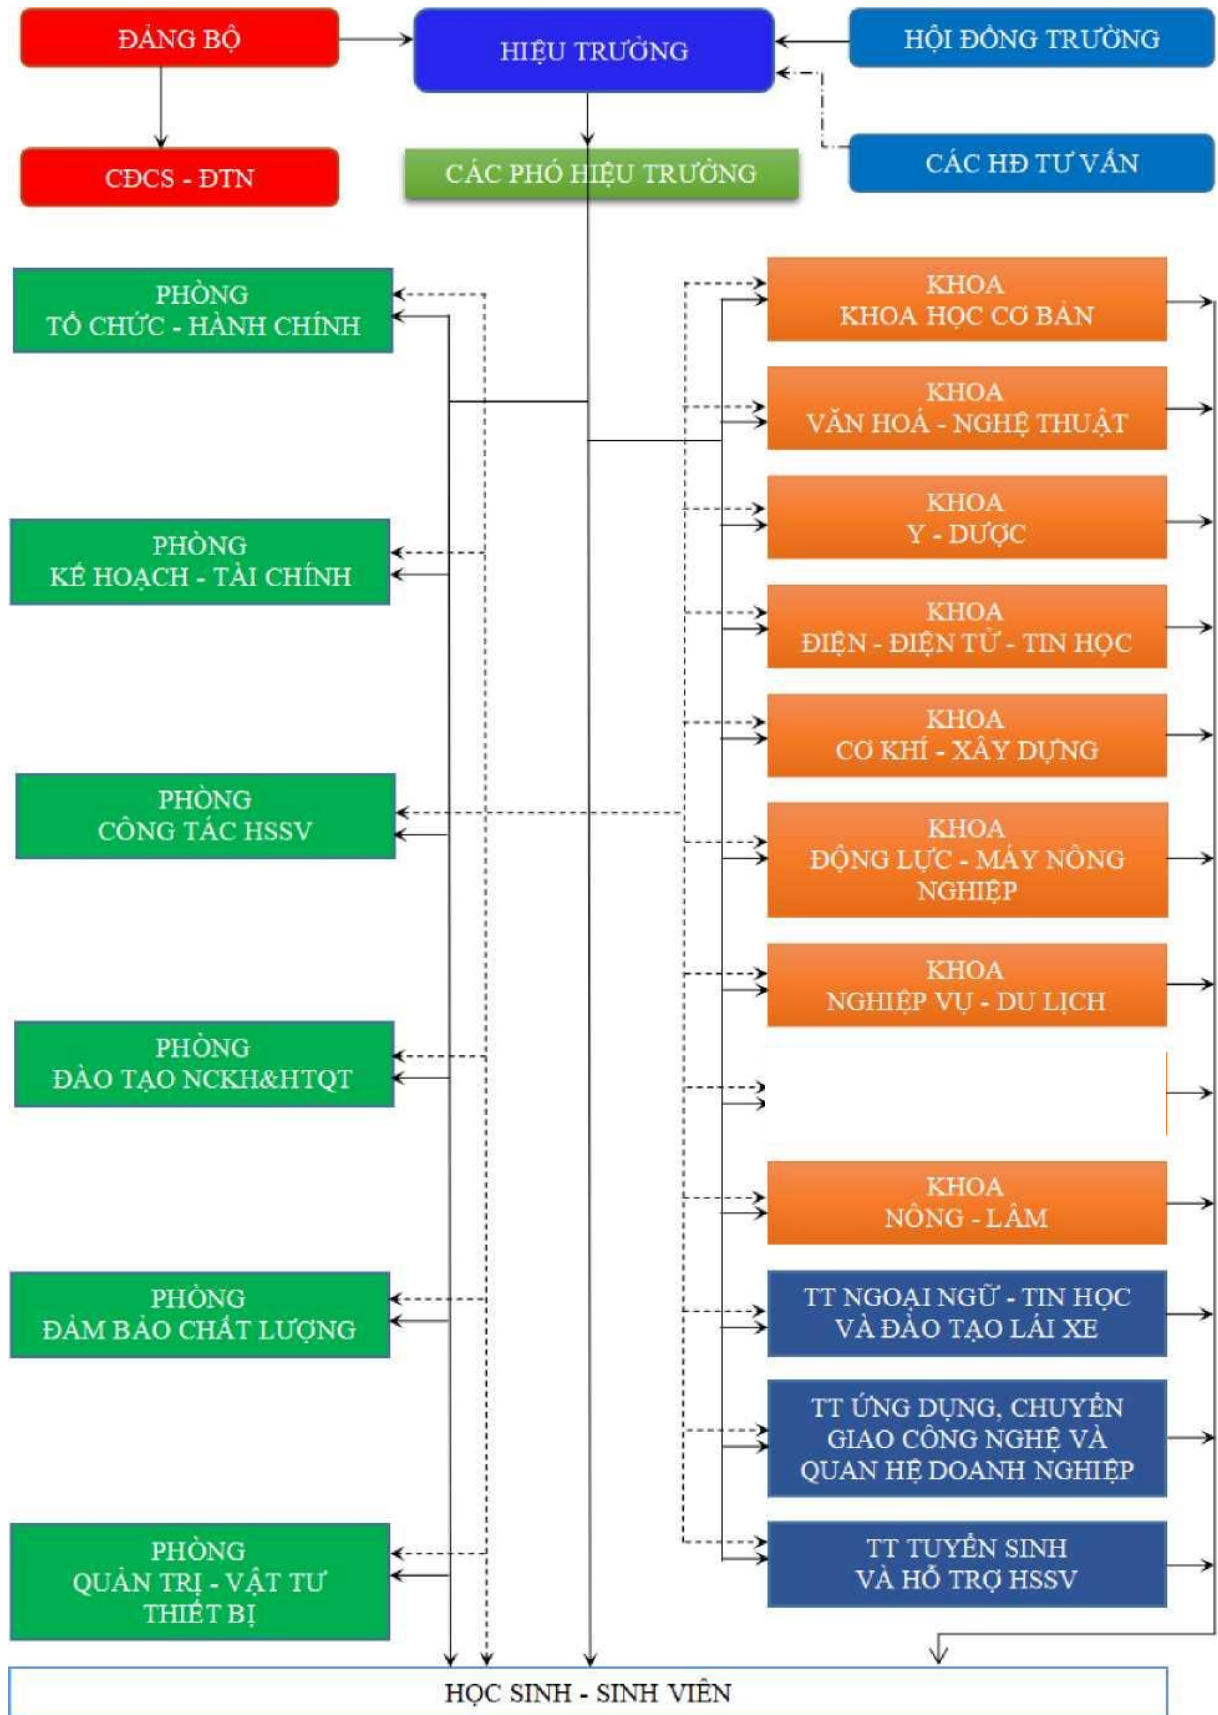 ĐẢNG BỘ
HIỆU TRƯỞNG
HỘI ĐỒNG TRƯỜNG
CĐCS - ĐTN
CÁC PHÓ HIỆU TRƯỞNG
CÁC HĐ TƯ VẤN
PHÒNG
TỔ CHỨC - HÀNH CHÍNH
PHÒNG
KẾ HOẠCH - TÀI CHÍNH
PHÒNG
CÔNG TÁC HSSV
PHÒNG
ĐÀO TẠO NCKH&HTQT
PHÒNG
ĐẢM BẢO CHẤT LƯỢNG
PHÒNG
QUẢN TRỊ - VẬT TƯ
THIẾT BỊ
KHOA
KHOA HỌC CƠ BẢN
KHOA
VĂN HOÁ - NGHỆ THUẬT
KHOA
Y - DƯỢC
KHOA
ĐIỆN - ĐIỆN TỬ - TIN HỌC
KHOA
CƠ KHÍ - XÂY DỰNG
KHOA
ĐỘNG LỰC - MÁY NÔNG
NGHIỆP
KHOA
NGHIỆP VỤ - DU LỊCH
KHOA
NÔNG - LÂM
TT NGOẠI NGỮ - TIN HỌC
VÀ ĐÀO TẠO LÁI XE
TT ỨNG DỤNG, CHUYỂN
GIAO CÔNG NGHỆ VÀ
QUAN HỆ DOANH NGHIỆP
TT TUYỂN SINH
VÀ HỖ TRỢ HSSV
HỌC SINH - SINH VIÊN